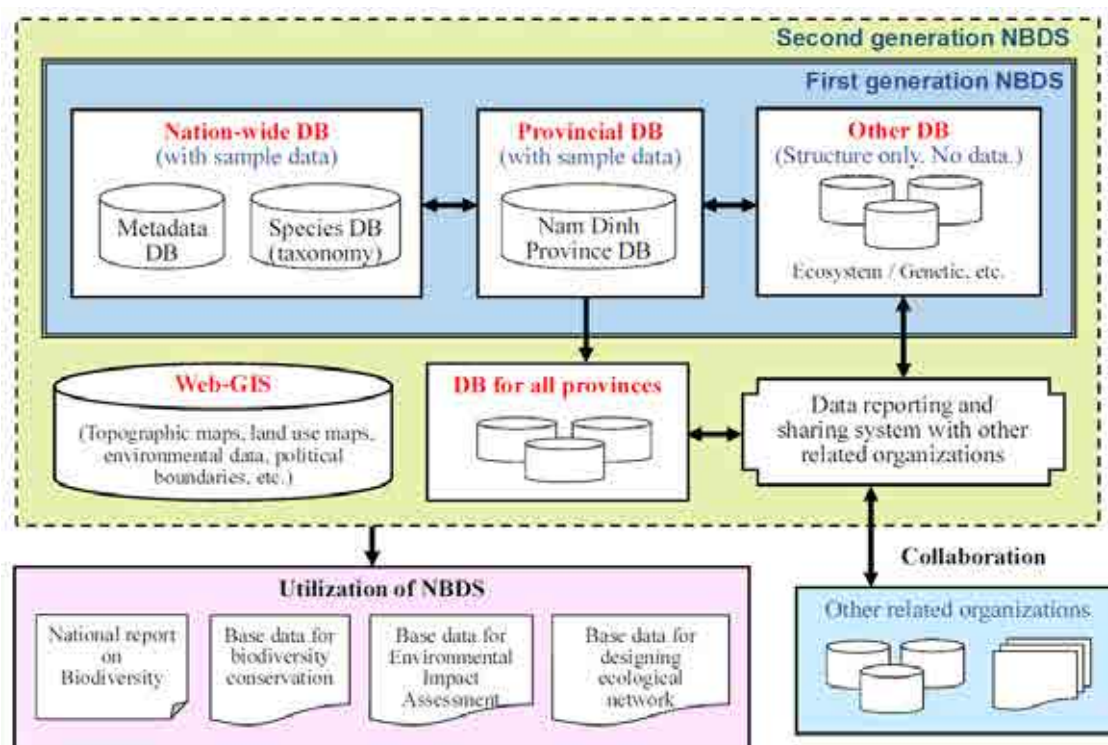 Second generation NBDS
First generation NBDS
Nation-wide DB
(with sample data)
Metadata
DB
Species DB
(taxonomy)
Provincial DB
(with sample data)
Nam Dinh
Province DB
Other DB
(Structure only. No data.)
Ecosystem / Genetic, etc.
Web-GIS
(Topographic maps, land use maps,
environmental data, political
boundaries, etc.)
DB for all provinces
Data reporting and
sharing system with other
related organizations
Collaboration
Utilization of NBDS
National report
on
Biodiversity
Base data for
biodiversity
conservation
Base data for
Environmental
Impact
Assessment
Base data for
designing
ecological
network
Other related organizations